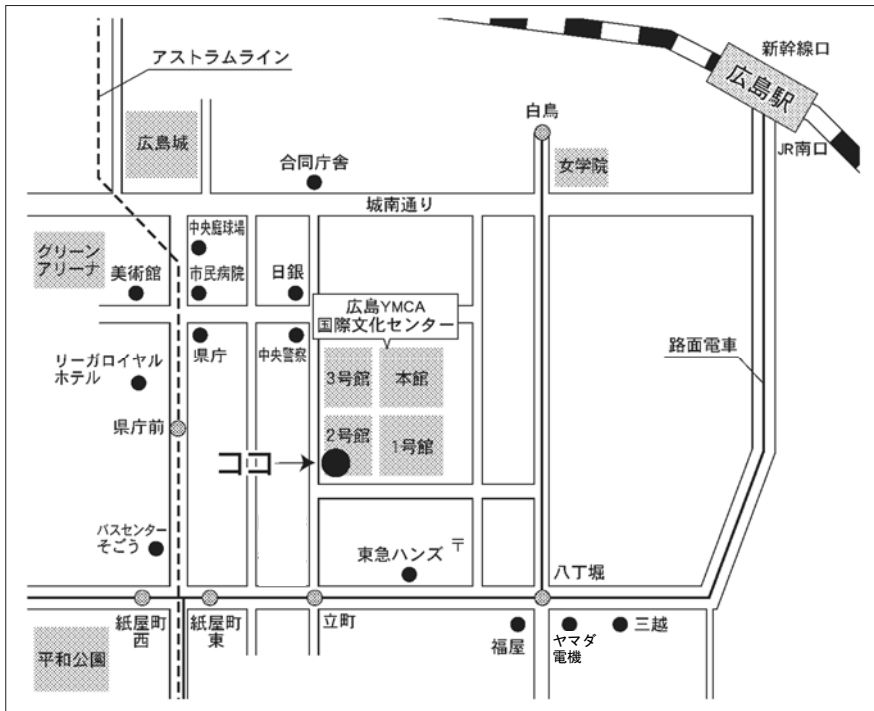 アストラムライン
新幹線口
広島駅
JR南口
白鳥
広島城
合同庁舎
女学院
城南通り
中央庭球場
グリーン
アリーナ
美術館
市民病院
日銀
広島YMCA
国際文化センター
路面電車
リーガロイヤル
ホテル
県庁
中央警察
3号館
本館
県庁前
2号館
1号館
ココ
バスセンター
そごう
東急ハンズ
〒
八丁堀
紙屋町
西
紙屋町
東
立町
福屋
ヤマダ
電機
三越
平和公園